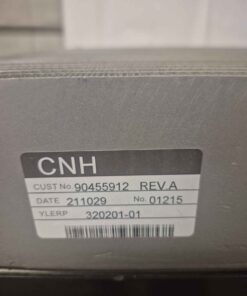 CNH
CUST No 90455912 REV.A
DATE 211029 No. 01215
YLERP 320201-01